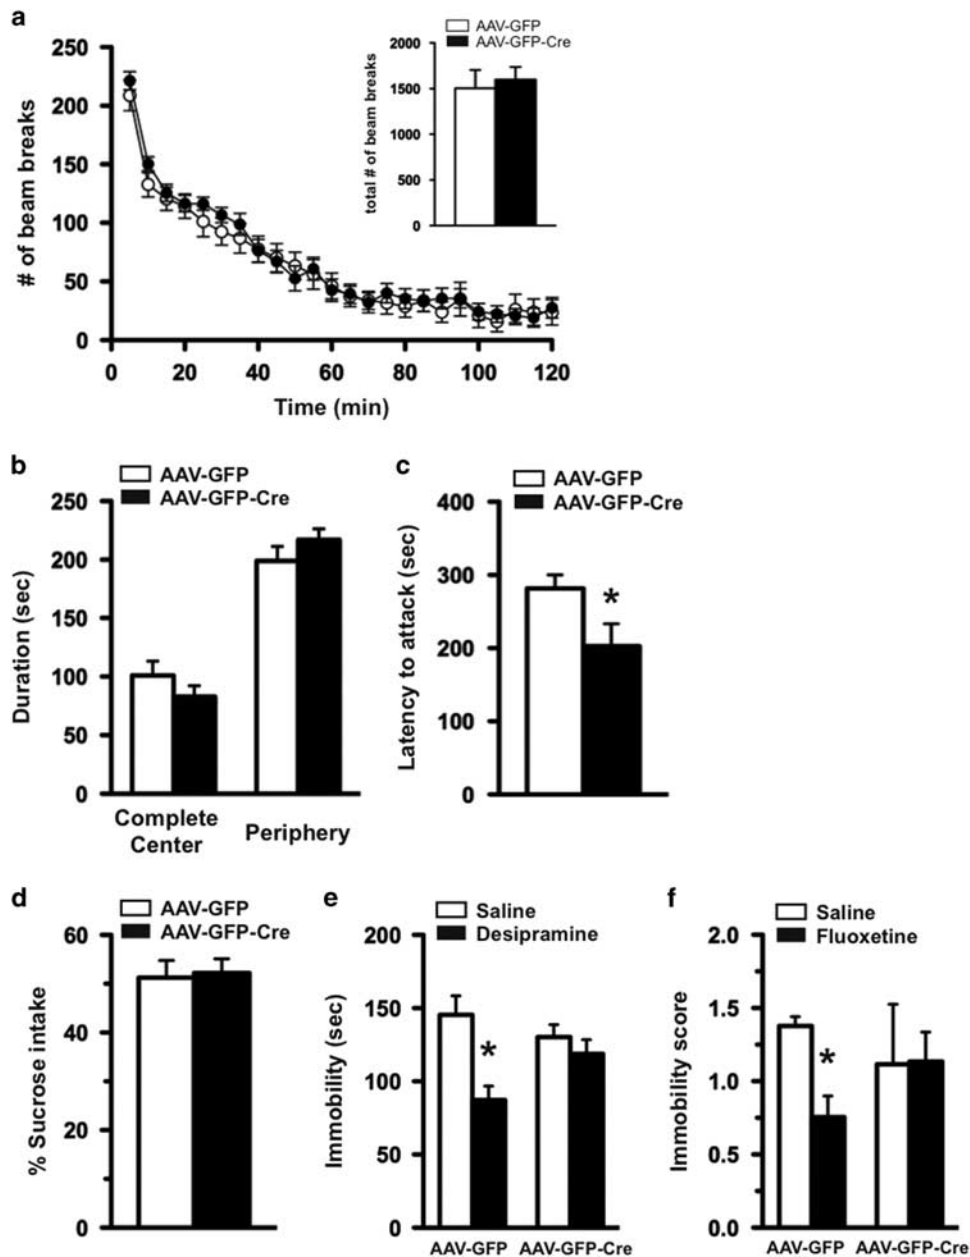 a
AAV-GFP
AAV-GFP-Cre
250
200
150
100
50
0
# of beam breaks
0 20 40 60 80 100 120
Time (min)
2000
1500
1000
500
0
total # of beam breaks
b
AAV-GFP
AAV-GFP-Cre
250
200
150
100
50
0
Duration (sec)
Complete
Center
Periphery
c
AAV-GFP
AAV-GFP-Cre
400
300
200
100
0
Latency to attack (sec)
*
d
AAV-GFP
AAV-GFP-Cre
60
40
20
0
% Sucrose intake
e
Saline
Desipramine
200
150
100
50
0
Immobility (sec)
*
AAV-GFP AAV-GFP-Cre
f
Saline
Fluoxetine
2.0
1.5
1.0
0.5
0.0
Immobility score
*
AAV-GFP AAV-GFP-Cre